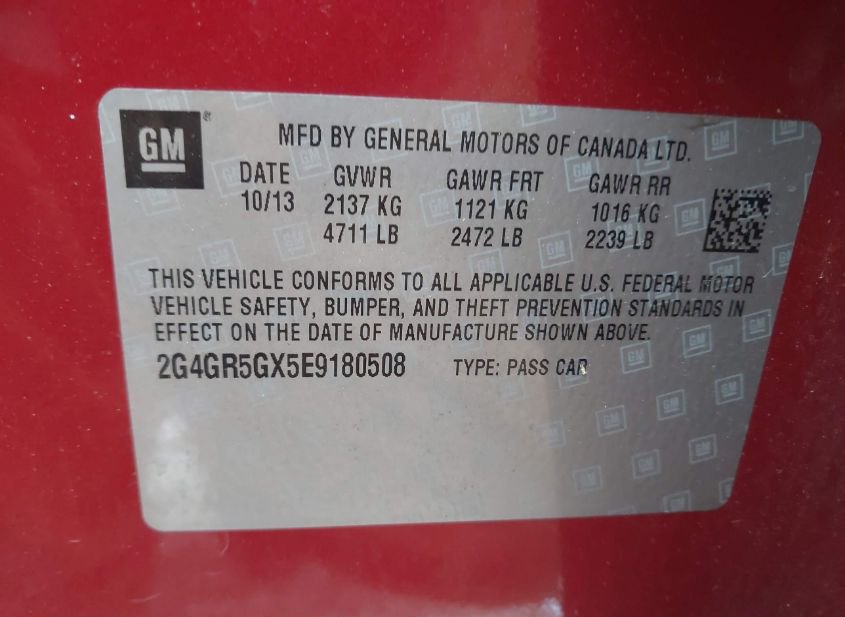 GM
MFD BY GENERAL MOTORS OF CANADA LTD.
DATE GVWR GAWR FRT GAWR RR
10/13 2137 KG 1121 KG 1016 KG
4711 LB 2472 LB 2239 LB
THIS VEHICLE CONFORMS TO ALL APPLICABLE U.S. FEDERAL MOTOR
VEHICLE SAFETY, BUMPER, AND THEFT PREVENTION STANDARDS IN
EFFECT ON THE DATE OF MANUFACTURE SHOWN ABOVE.
2G4GR5GX5E9180508 TYPE: PASS CAR